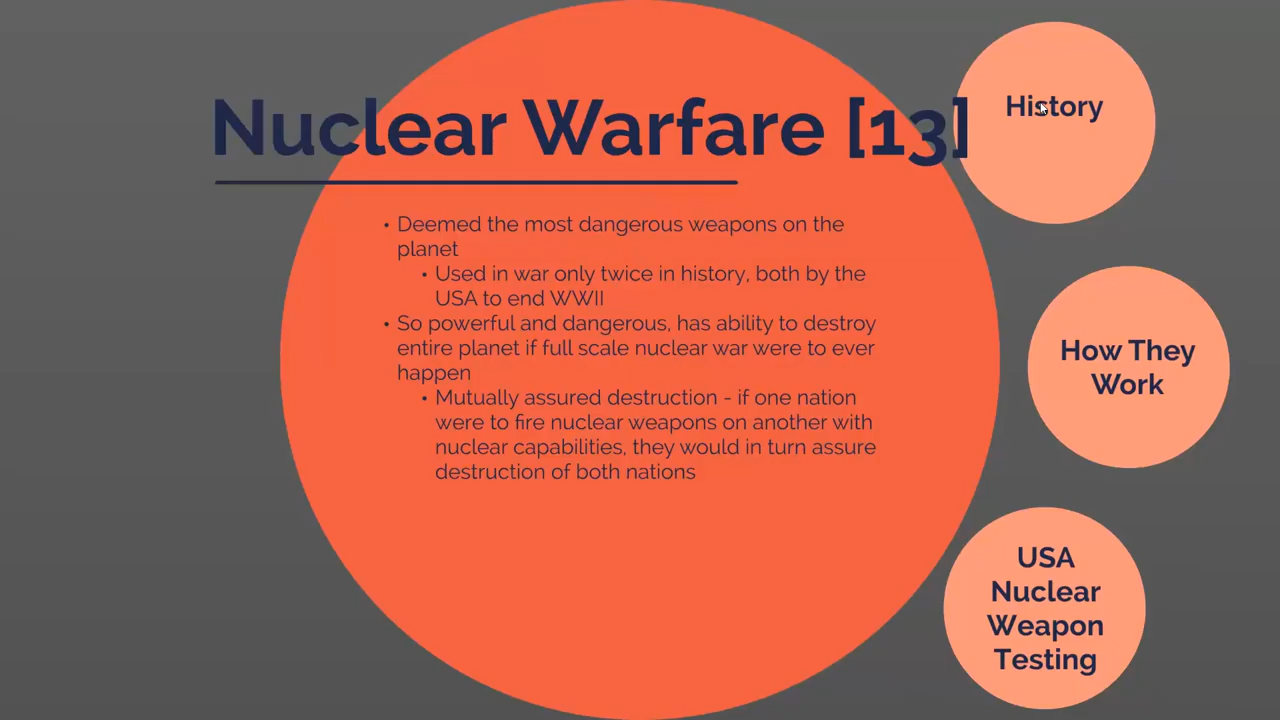 Nuclear Warfare [13]
• Deemed the most dangerous weapons on the
planet
• Used in war only twice in history, both by the
USA to end WWII
• So powerful and dangerous, has ability to destroy
entire planet if full scale nuclear war were to ever
happen
• Mutually assured destruction - if one nation
were to fire nuclear weapons on another with
nuclear capabilities, they would in turn assure
destruction of both nations
History
How They
Work
USA
Nuclear
Weapon
Testing